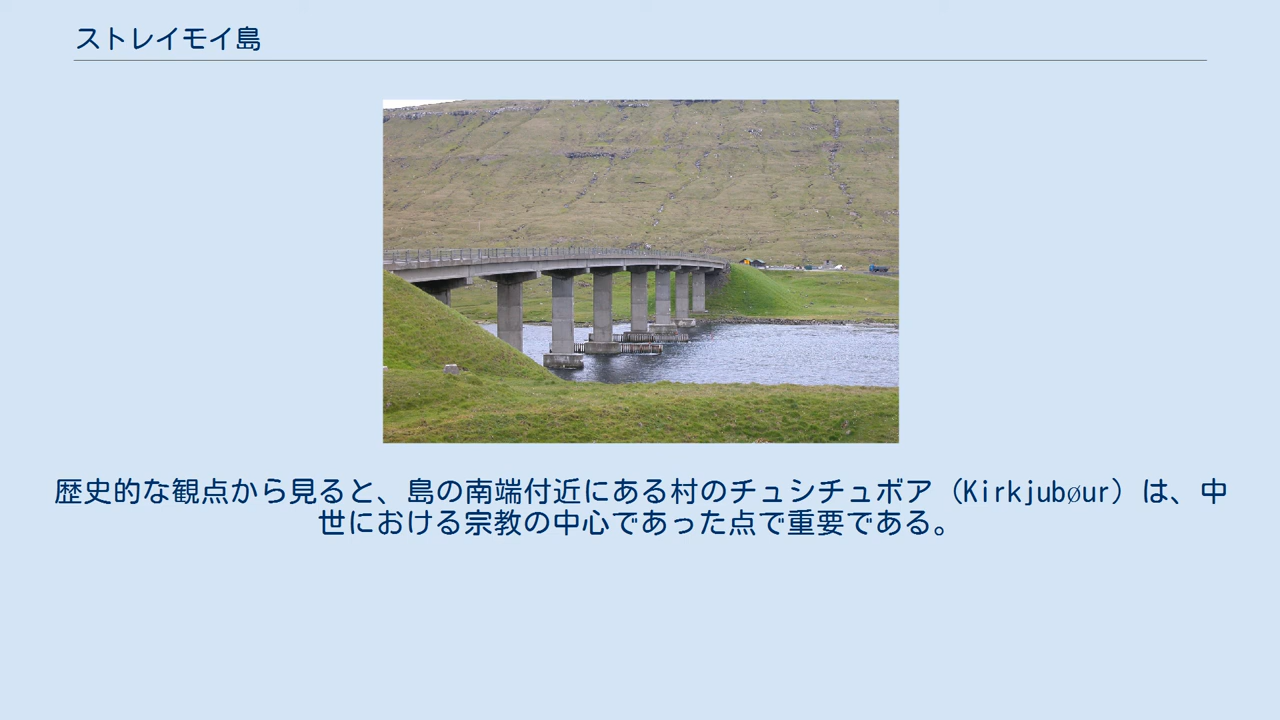 ストレイモイ島
歴史的な観点から見ると、島の南端付近にある村のチュシチュボア（Kirkjubøur）は、中
世における宗教の中心であった点で重要である。